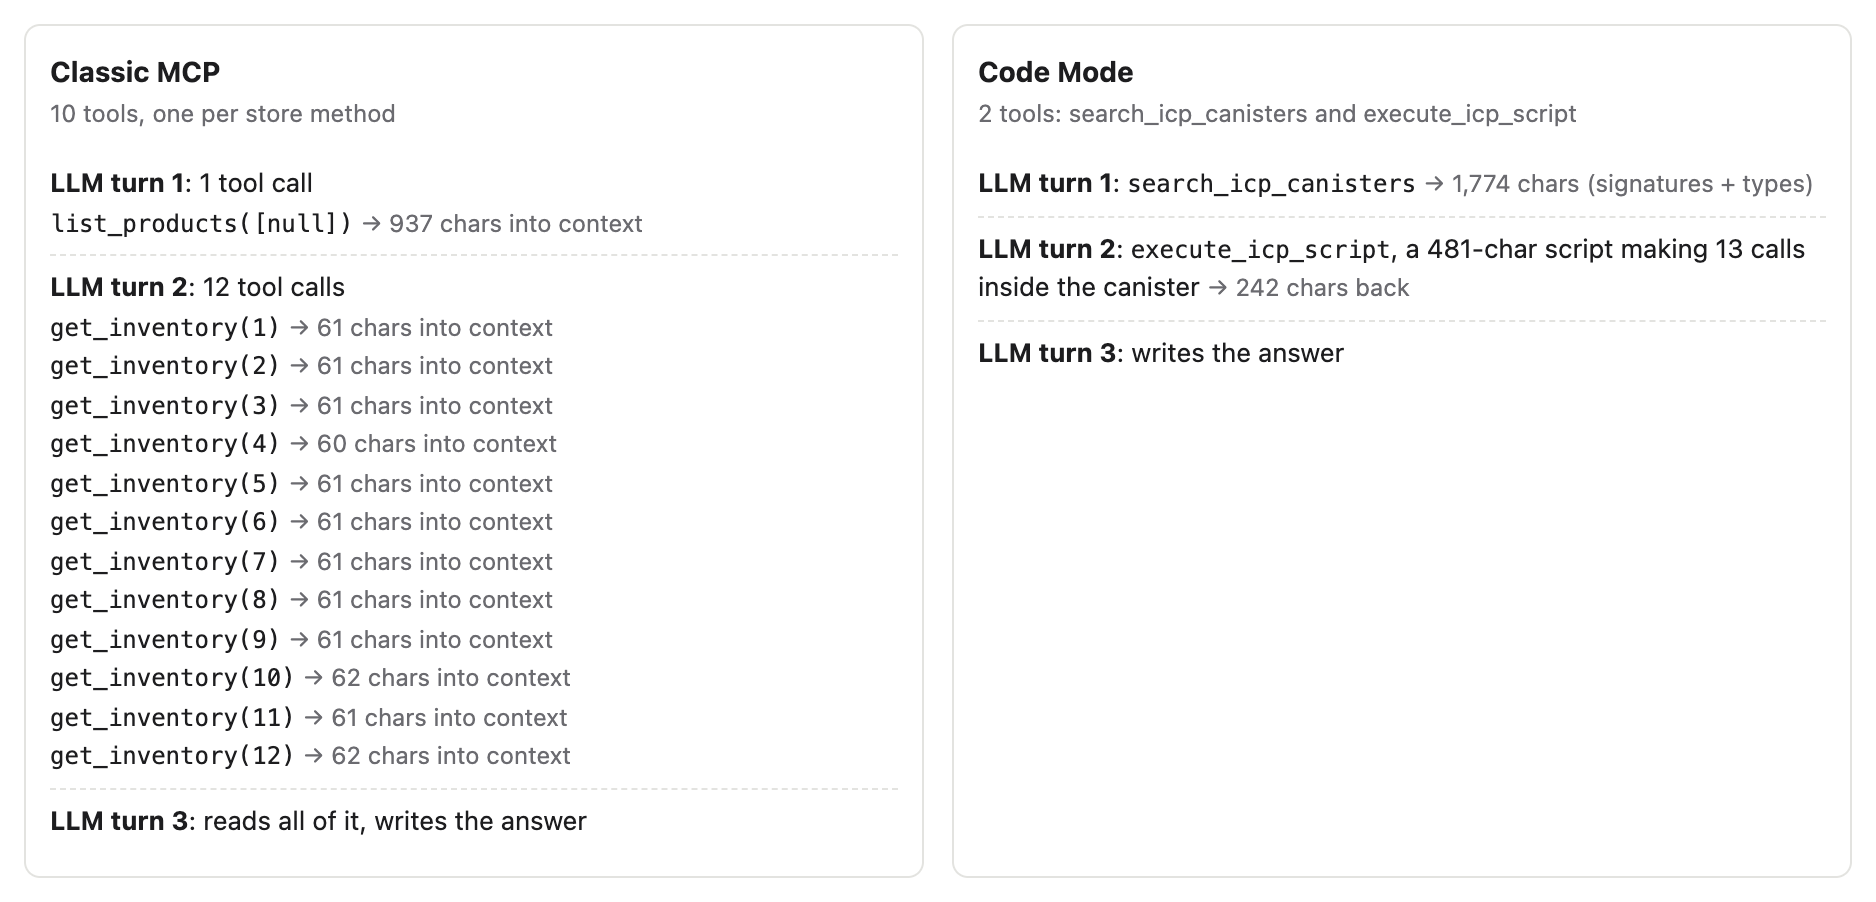 Classic MCP
10 tools, one per store method
LLM turn 1: 1 tool call
list_products([null]) → 937 chars into context
LLM turn 2: 12 tool calls
get_inventory(1) → 61 chars into context
get_inventory(2) → 61 chars into context
get_inventory(3) → 61 chars into context
get_inventory(4) → 60 chars into context
get_inventory(5) → 61 chars into context
get_inventory(6) → 61 chars into context
get_inventory(7) → 61 chars into context
get_inventory(8) → 61 chars into context
get_inventory(9) → 61 chars into context
get_inventory(10) → 62 chars into context
get_inventory(11) → 61 chars into context
get_inventory(12) → 62 chars into context
LLM turn 3: reads all of it, writes the answer
Code Mode
2 tools: search_icp_canisters and execute_icp_script
LLM turn 1: search_icp_canisters → 1,774 chars (signatures + types)
LLM turn 2: execute_icp_script, a 481-char script making 13 calls
inside the canister → 242 chars back
LLM turn 3: writes the answer